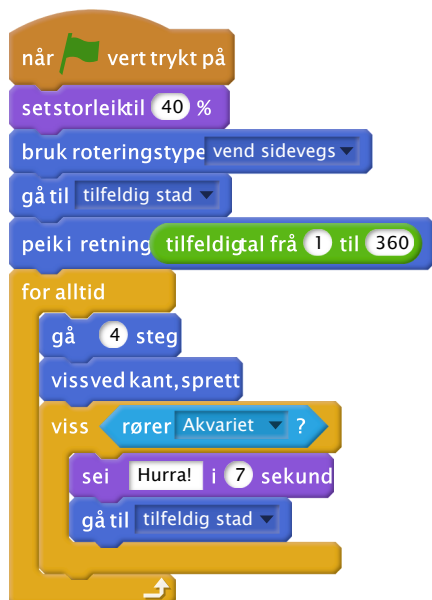 når vert trykt på
set storleik til 40 %
bruk roteringstype vend sidevegs
gå til tilfeldig stad
peik i retning tilfeldig tal frå 1 til 360
for alltid
gå 4 steg
viss ved kant, sprett
viss rører Akvariet ?
sei Hurra! i 7 sekund
gå til tilfeldig stad